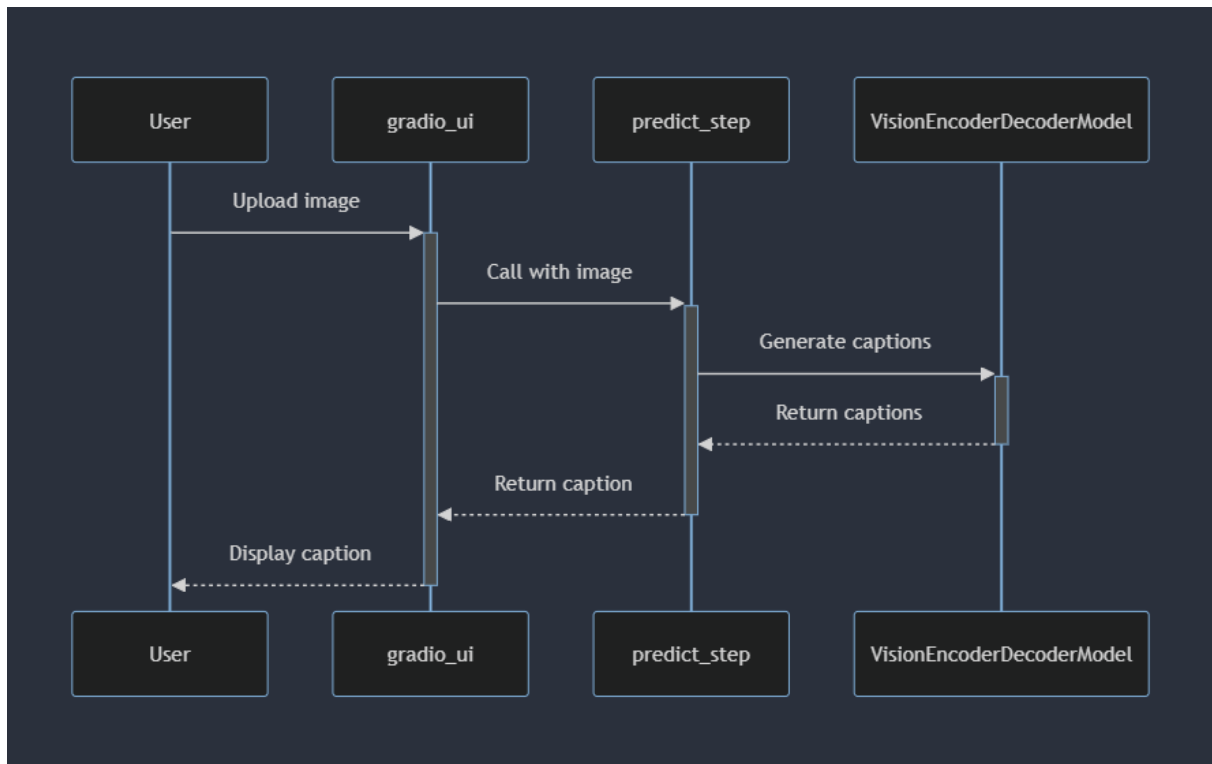 User
gradio_ui
predict_step
VisionEncoderDecoderModel
Upload image
Call with image
Generate captions
Return captions
Return caption
Display caption
User
gradio_ui
predict_step
VisionEncoderDecoderModel